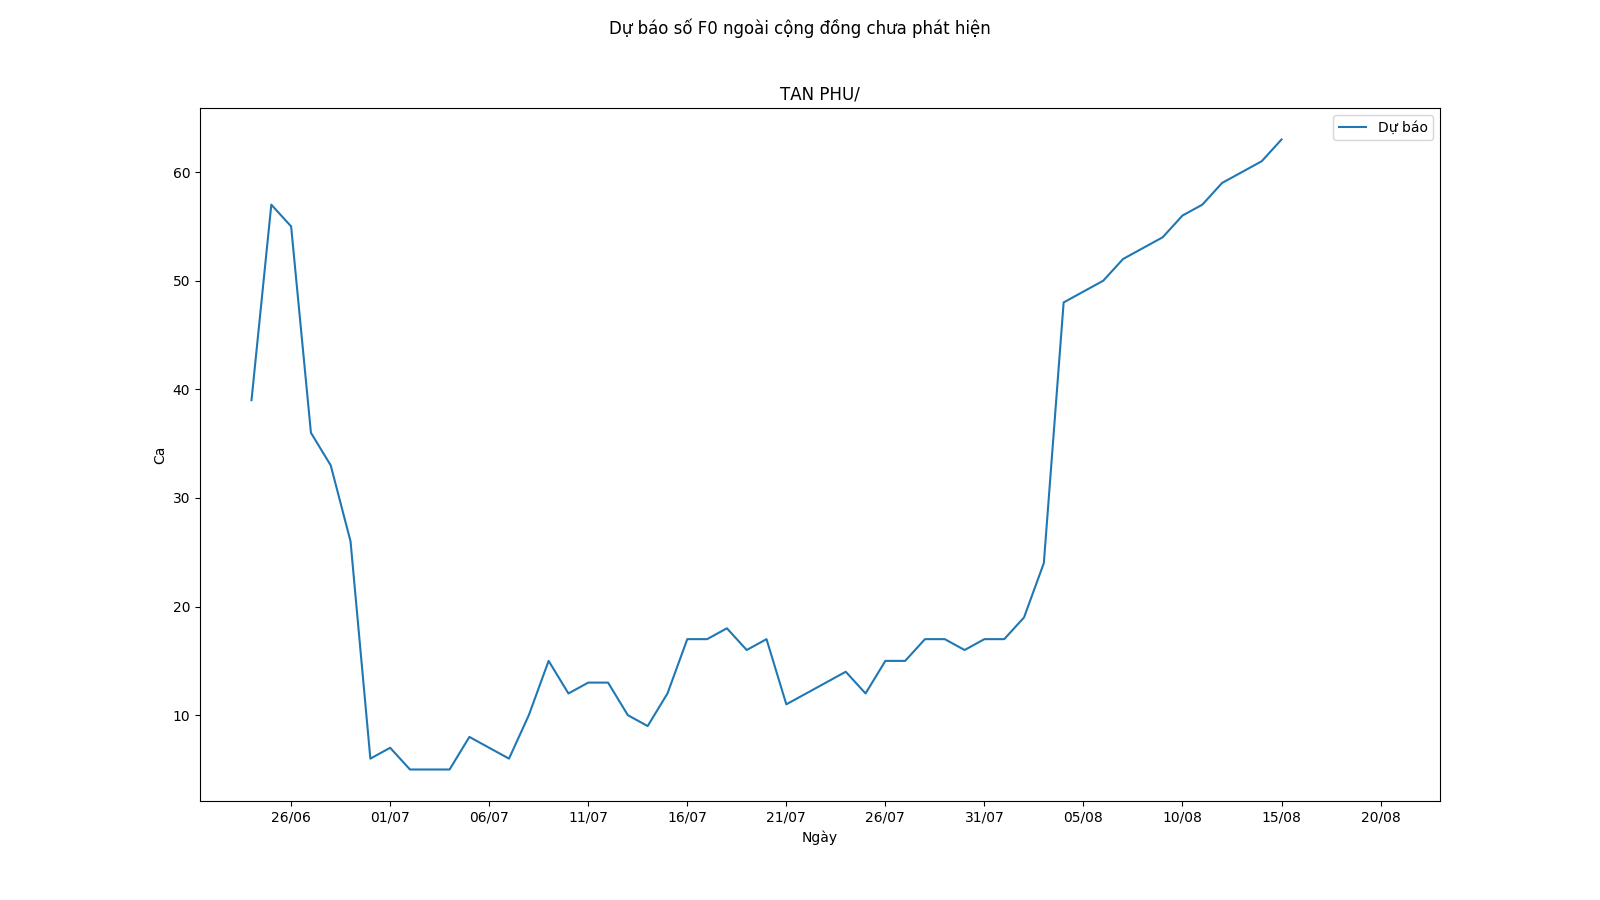 Dự báo số F0 ngoài cộng đồng chưa phát hiện
TAN PHU/
Dự báo
60
50
40
30
20
10
Ca
26/06 01/07 06/07 11/07 16/07 21/07 26/07 31/07 05/08 10/08 15/08 20/08
Ngày